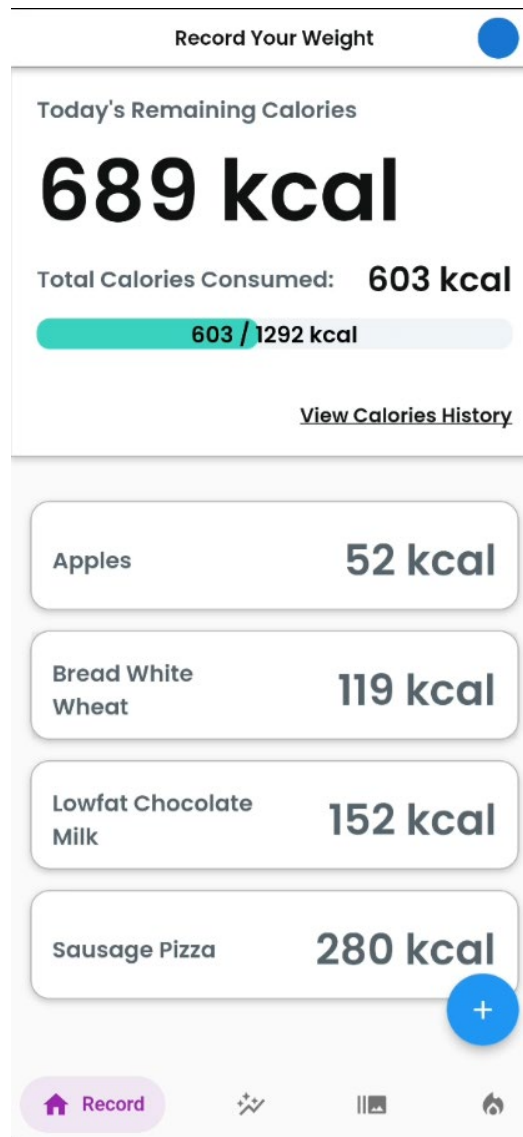 Record Your Weight
Today's Remaining Calories
689 kcal
Total Calories Consumed: 603 kcal
603 / 1292 kcal
View Calories History
Apples 52 kcal
Bread White
Wheat
119 kcal
Lowfat Chocolate
Milk
152 kcal
Sausage Pizza 280 kcal
+
Record